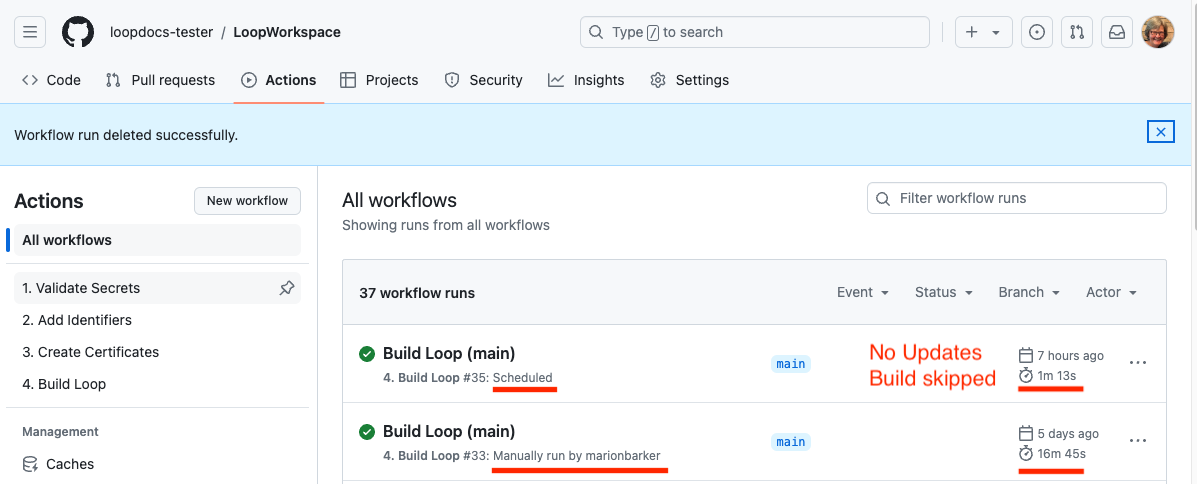 loopdocs-tester / LoopWorkspace
Type / to search
Code
Pull requests
Actions
Projects
Security
Insights
Settings
Workflow run deleted successfully.
Actions
New workflow
All workflows
1. Validate Secrets
2. Add Identifiers
3. Create Certificates
4. Build Loop
Management
Caches
All workflows
Showing runs from all workflows
Filter workflow runs
37 workflow runs
Event
Status
Branch
Actor
Build Loop (main)
4. Build Loop #35: Scheduled
main
No Updates
Build skipped
7 hours ago
1m 13s
Build Loop (main)
4. Build Loop #33: Manually run by marionbarker
main
5 days ago
16m 45s